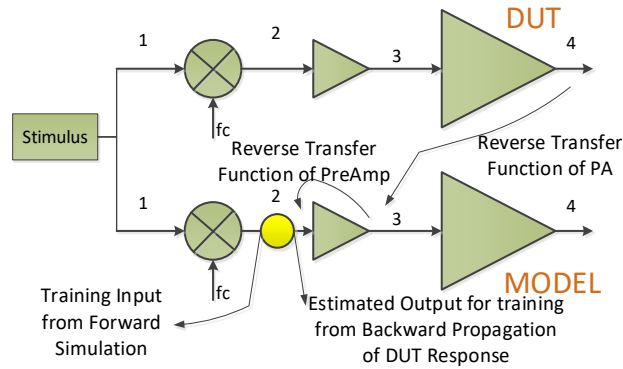 DUT
1
2
3
4
Stimulus
fc
Reverse Transfer
Function of PreAmp
Reverse Transfer
Function of PA
1
2
3
4
fc
MODEL
Training Input
from Forward
Simulation
Estimated Output for training
from Backward Propagation
of DUT Response